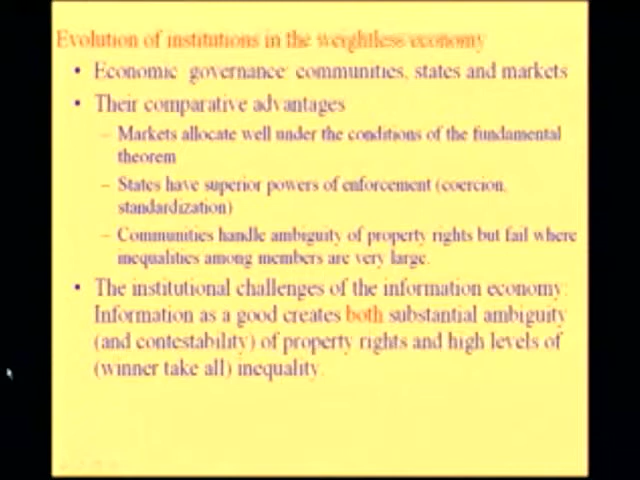 Evolution of institutions in the weightless economy
• Economic governance: communities, states and markets
• Their comparative advantages
– Markets allocate well under the conditions of the fundamental
theorem
– States have superior powers of enforcement (coercion,
standardization)
– Communities handle ambiguity of property rights but fail where
inequalities among members are very large.
• The institutional challenges of the information economy:
Information as a good creates both substantial ambiguity
(and contestability) of property rights and high levels of
(winner take all) inequality.